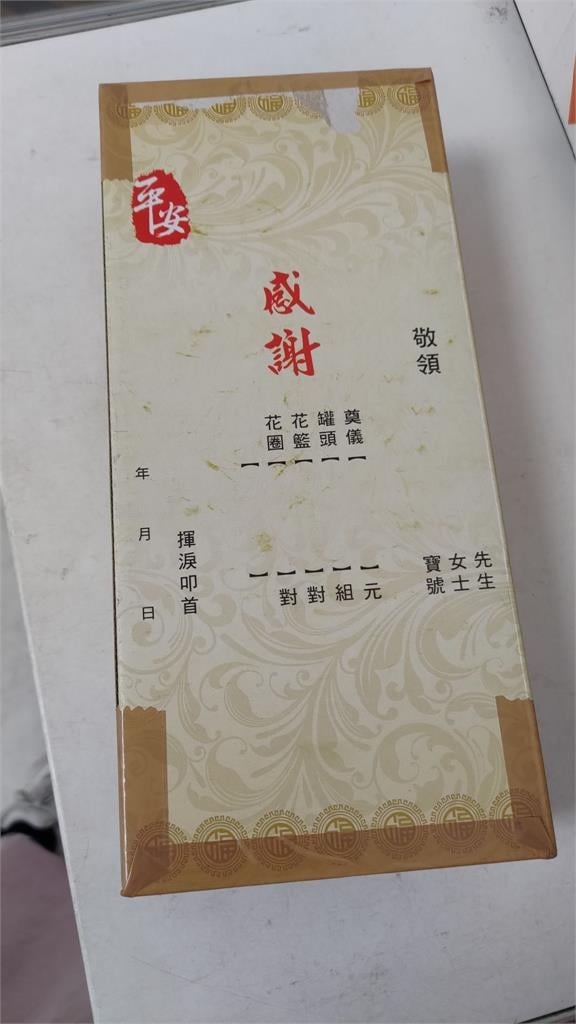 平安
感謝
敬領
先生
女士
寶號
奠儀【 】元
罐頭【 】組
花籃【 】對
花圈【 】對
【 】
揮淚叩首
年 月 日